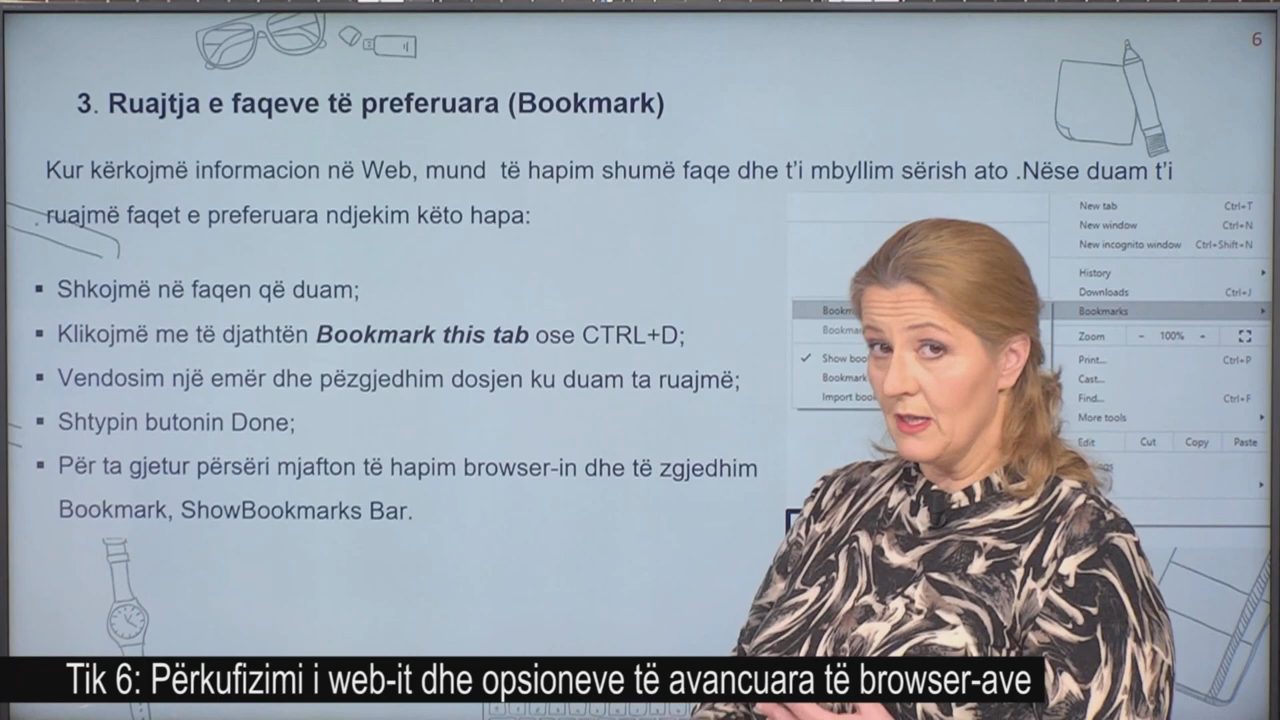 6
3. Ruajtja e faqeve të preferuara (Bookmark)
Kur kërkojmë informacion në Web, mund të hapim shumë faqe dhe t'i mbyllim sërish ato .Nëse duam t'i
ruajmë faqet e preferuara ndjekim këto hapa:
▪ Shkojmë në faqen që duam;
▪ Klikojmë me të djathtën Bookmark this tab ose CTRL+D;
▪ Vendosim një emër dhe pëzgjedhim dosjen ku duam ta ruajmë;
▪ Shtypin butonin Done;
▪ Për ta gjetur përsëri mjafton të hapim browser-in dhe të zgjedhim
Bookmark, ShowBookmarks Bar.
New tab Ctrl+T
New window Ctrl+N
New incognito window Ctrl+Shift+N
History
Downloads Ctrl+J
Bookmarks
Zoom - 100% +
Print... Ctrl+P
Cast...
Find... Ctrl+F
More tools
Edit Cut Copy Paste
✓ Show
Bookmark
Import
Tik 6: Përkufizimi i web-it dhe opsioneve të avancuara të browser-ave